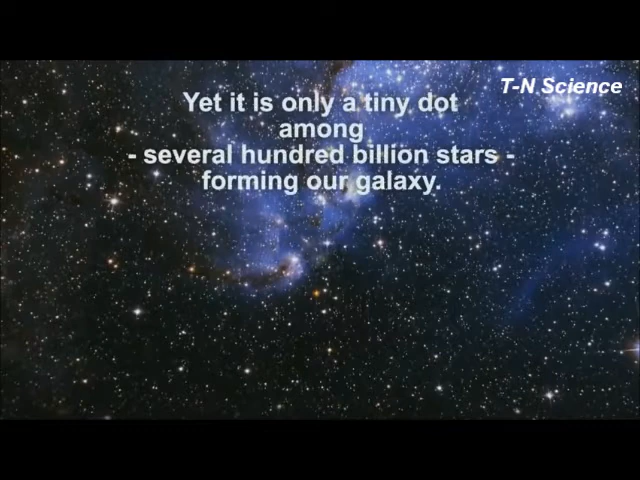 T-N Science
Yet it is only a tiny dot
among
- several hundred billion stars -
forming our galaxy.